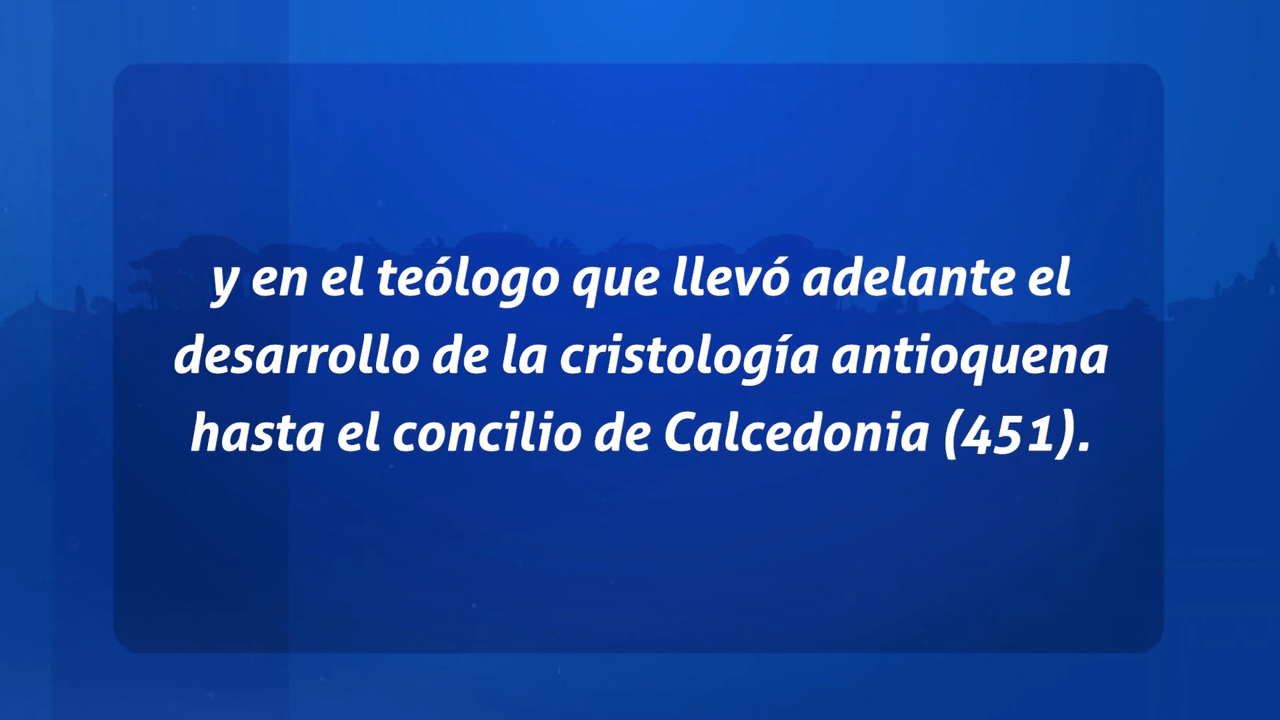 y en el teólogo que llevó adelante el
desarrollo de la cristología antioquena
hasta el concilio de Calcedonia (451).